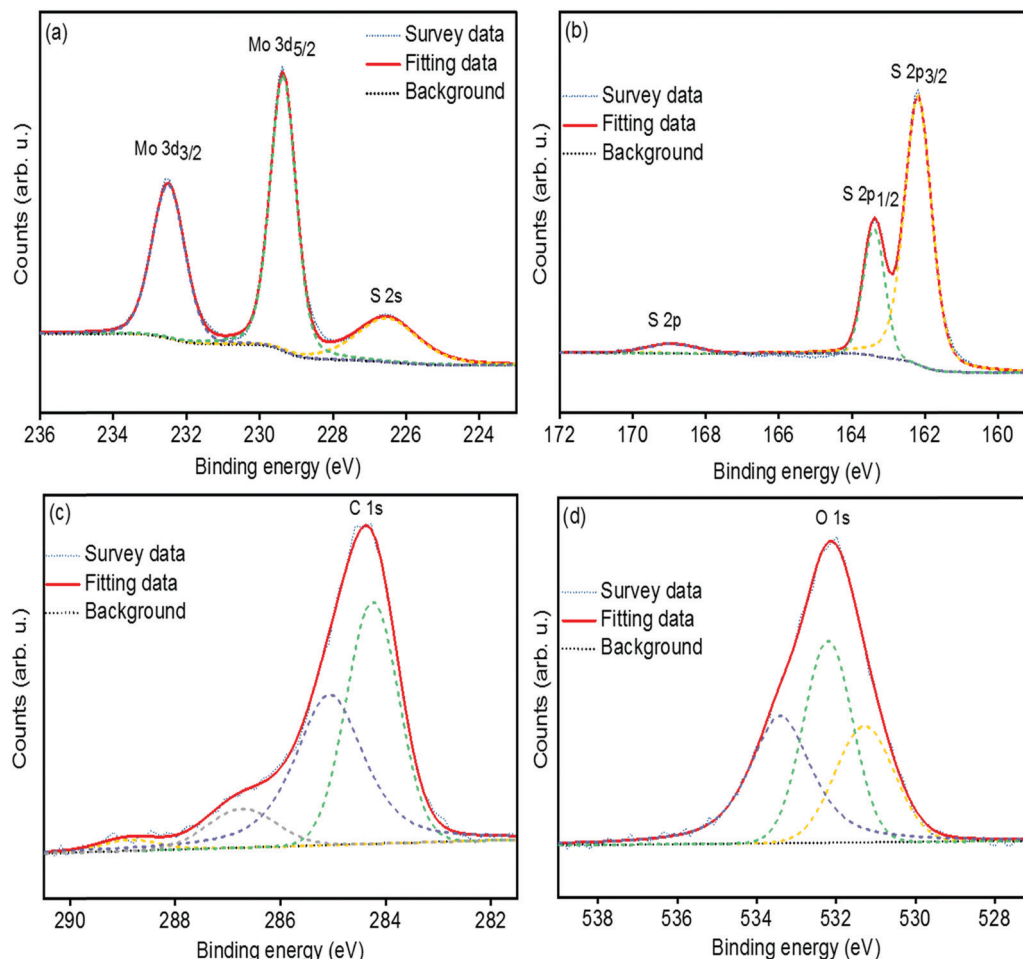 (a)
Mo 3d5/2
Survey data
Fitting data
Background
Mo 3d3/2
S 2s
Counts (arb. u.)
236 234 232 230 228 226 224
Binding energy (eV)
(b)
S 2p3/2
Survey data
Fitting data
Background
S 2p1/2
S 2p
Counts (arb. u.)
172 170 168 166 164 162 160
Binding energy (eV)
(c)
C 1s
Survey data
Fitting data
Background
Counts (arb. u.)
290 288 286 284 282
Binding energy (eV)
(d)
O 1s
Survey data
Fitting data
Background
Counts (arb. u.)
538 536 534 532 530 528
Binding energy (eV)